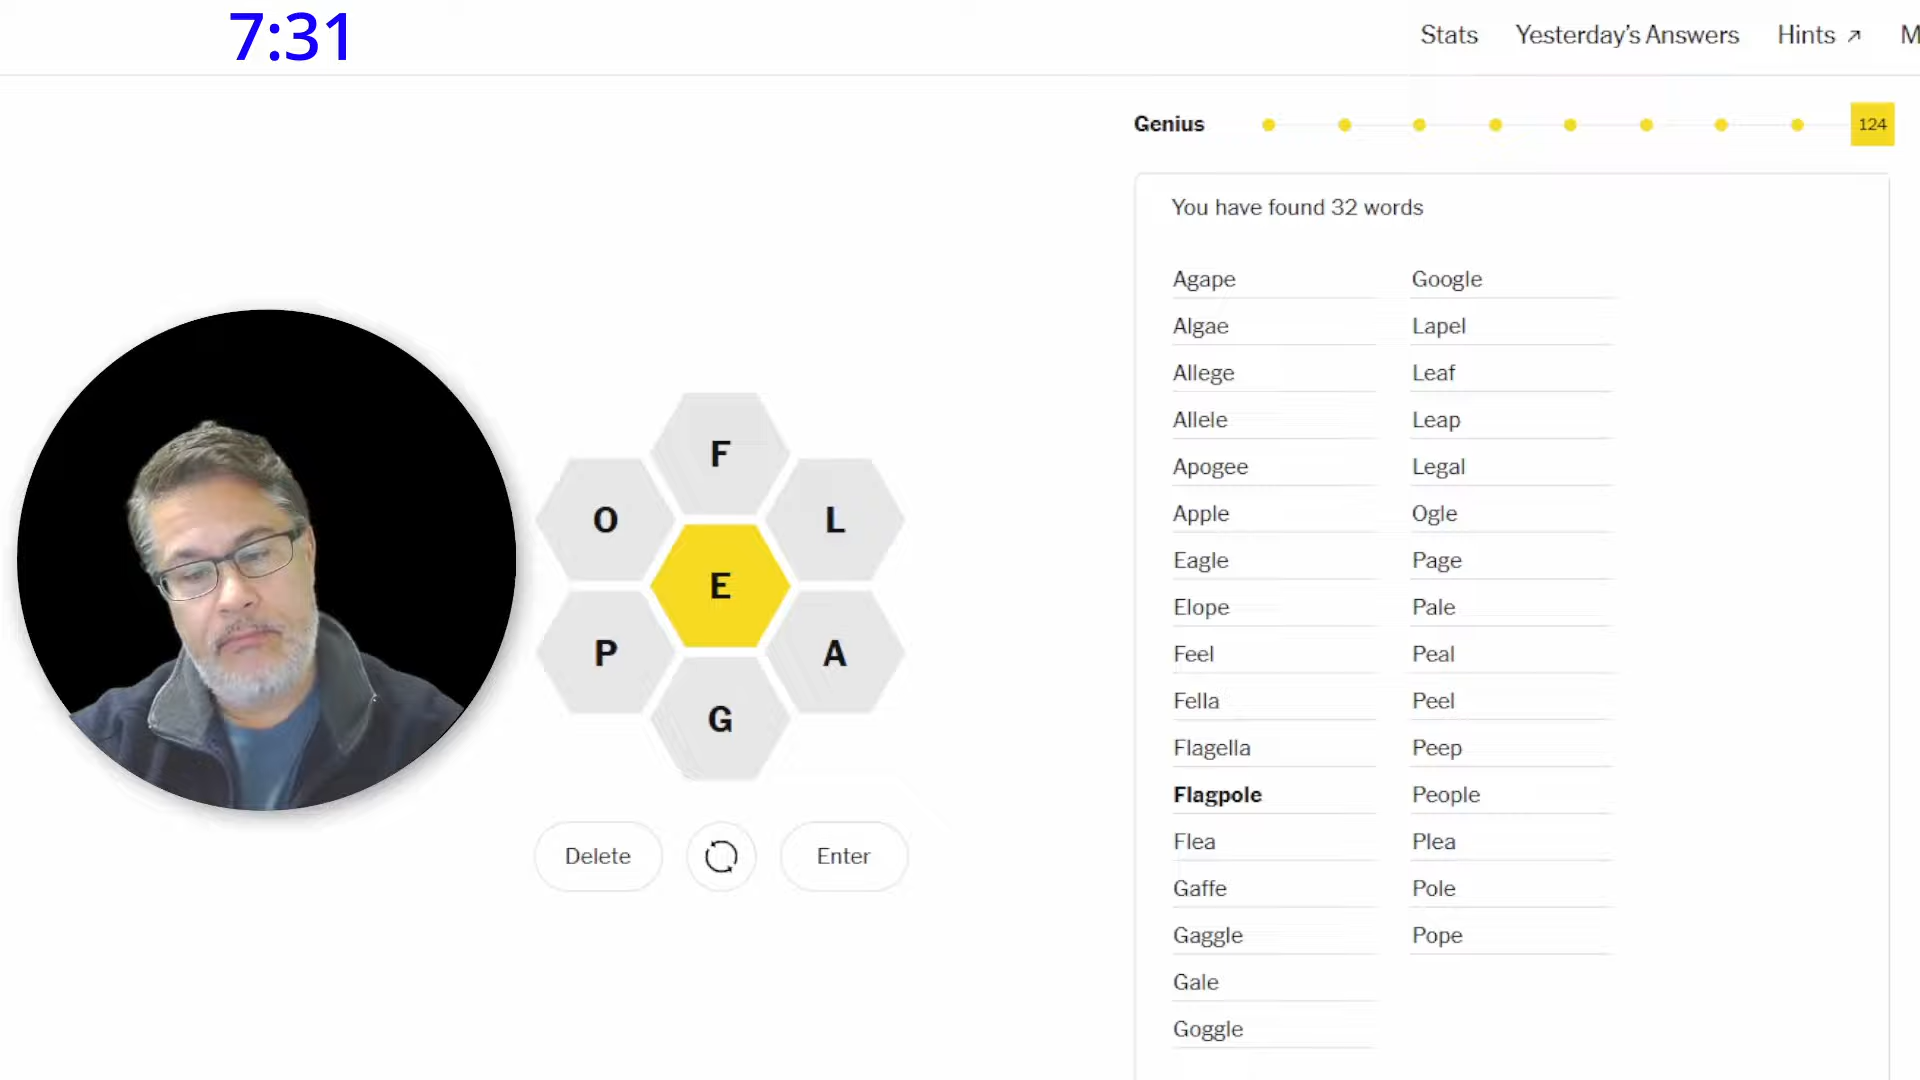 7:31
Stats Yesterday's Answers Hints ↗ M
Genius 124
You have found 32 words
Agape Google
Algae Lapel
Allege Leaf
Allele Leap
Apogee Legal
Apple Ogle
Eagle Page
Elope Pale
Feel Peal
Fella Peel
Flagella Peep
Flagpole People
Flea Plea
Gaffe Pole
Gaggle Pope
Gale
Goggle
F
O L
E
P A
G
Delete Enter